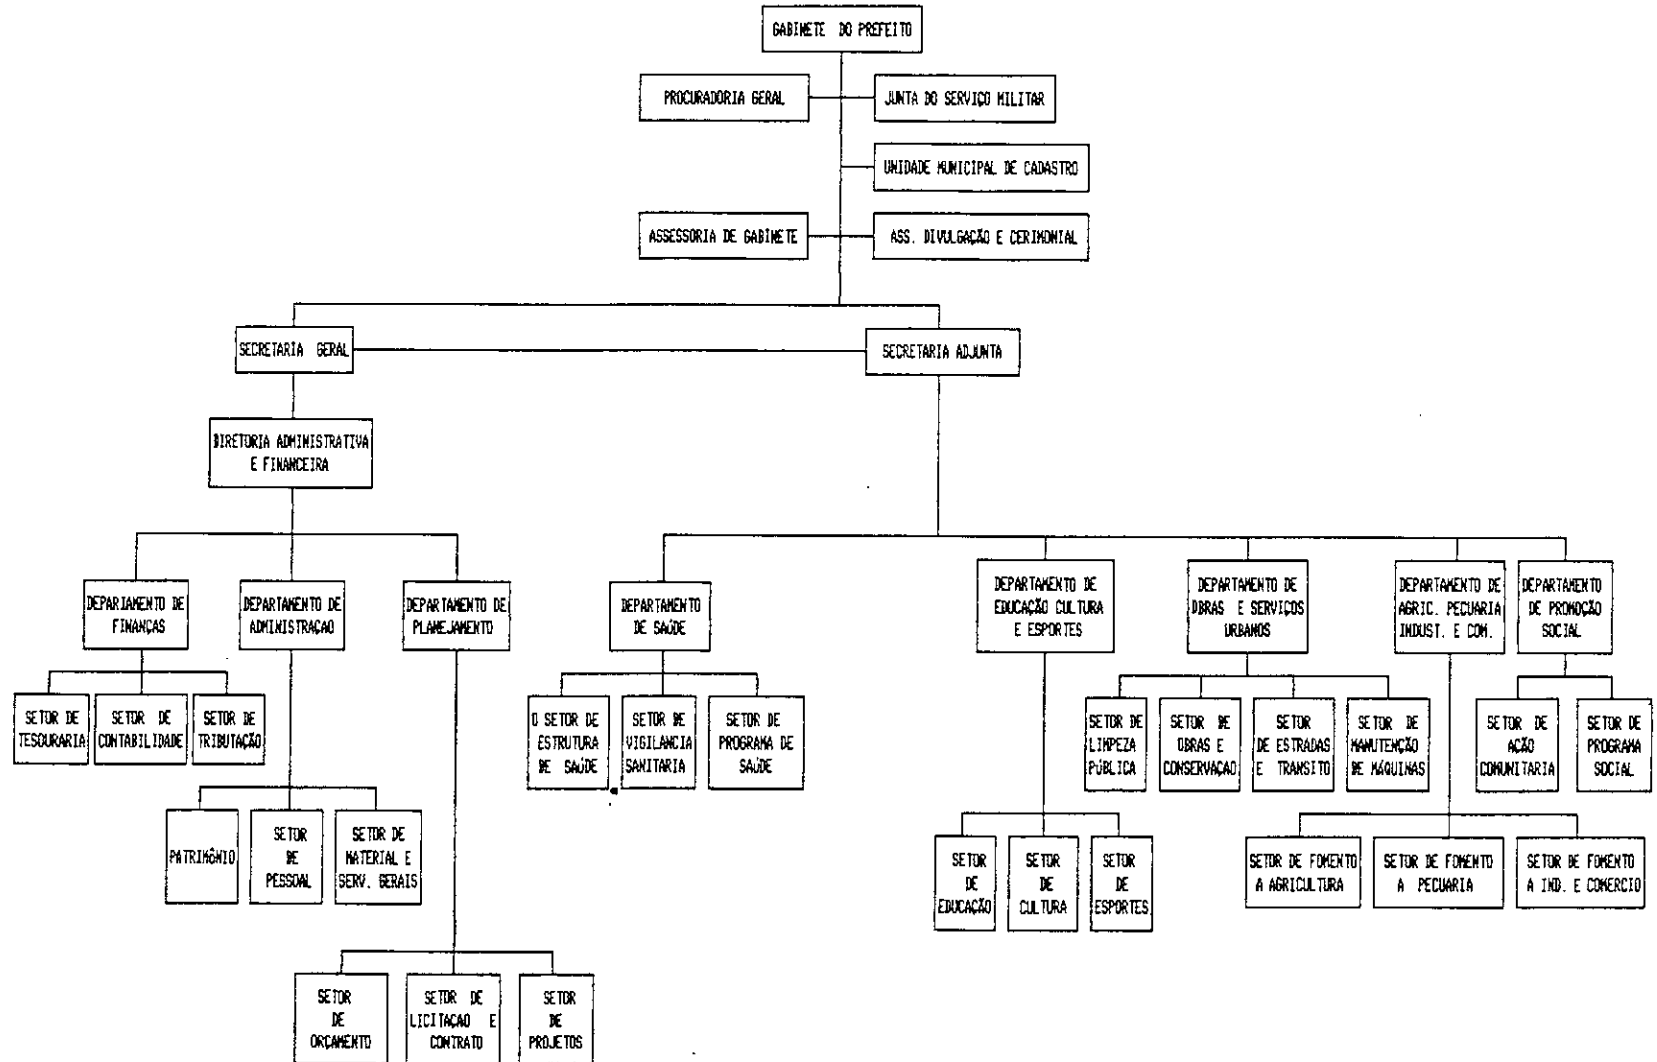 GABINETE DO PREFEITO
PROCURADORIA GERAL
JUNTA DO SERVIÇO MILITAR
UNIDADE MUNICIPAL DE CADASTRO
ASSESSORIA DE GABINETE
ASS. DIVULGAÇÃO E CERIMONIAL
SECRETARIA GERAL
SECRETARIA ADJUNTA
DIRETORIA ADMINISTRATIVA
E FINANCEIRA
DEPARTAMENTO DE
FINANÇAS
DEPARTAMENTO DE
ADMINISTRAÇAO
DEPARTAMENTO DE
PLANEJAMENTO
DEPARTAMENTO
DE SAÚDE
DEPARTAMENTO DE
EDUCAÇÃO CULTURA
E ESPORTES
DEPARTAMENTO DE
OBRAS E SERVIÇOS
URBANOS
DEPARTAMENTO DE
AGRIC. PECUARIA
INDUST. E COM.
DEPARTAMENTO
DE PROMOÇÃO
SOCIAL
SETOR DE
TESOURARIA
SETOR DE
CONTABILIDADE
SETOR DE
TRIBUTAÇÃO
O SETOR DE
ESTRUTURA
DE SAÚDE
SETOR DE
VIGILANCIA
SANITARIA
SETOR DE
PROGRAMA DE
SAÚDE
SETOR DE
LIMPEZA
PÚBLICA
SETOR DE
OBRAS E
CONSERVAÇAO
SETOR
DE ESTRADAS
E TRANSITO
SETOR DE
MANUTENÇÃO
DE MÁQUINAS
SETOR DE
AÇÃO
COMUNITARIA
SETOR DE
PROGRAMA
SOCIAL
PATRIMÔNIO
SETOR
DE
PESSOAL
SETOR DE
MATERIAL E
SERV. GERAIS
SETOR
DE
EDUCAÇÃO
SETOR
DE
CULTURA
SETOR
DE
ESPORTES
SETOR DE FOMENTO
A AGRICULTURA
SETOR DE FOMENTO
A PECUARIA
SETOR DE FOMENTO
A IND. E COMERCIO
SETOR
DE
ORÇAMENTO
SETOR DE
LICITAÇAO E
CONTRATO
SETOR
DE
PROJETOS